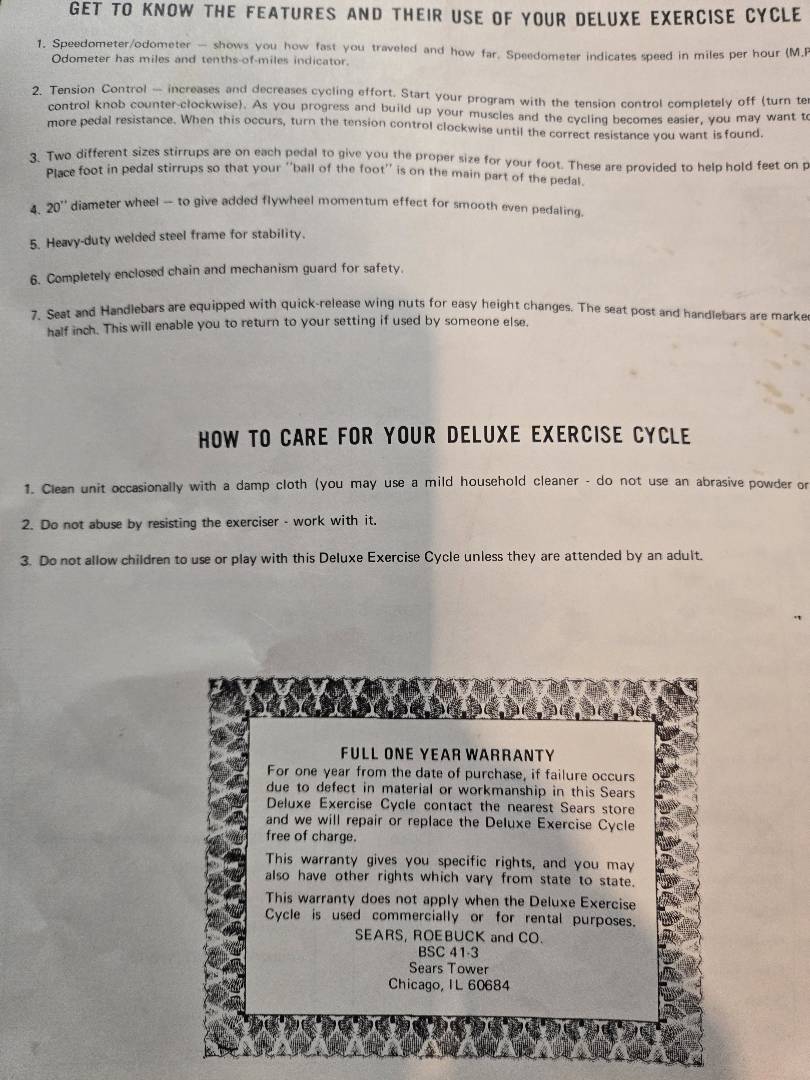 GET TO KNOW THE FEATURES AND THEIR USE OF YOUR DELUXE EXERCISE CYCLE
1. Speedometer/odometer — shows you how fast you traveled and how far. Speedometer indicates speed in miles per hour (M.P
Odometer has miles and tenths-of-miles indicator.
2. Tension Control — increases and decreases cycling effort. Start your program with the tension control completely off (turn
control knob counter-clockwise). As you progress and build up your muscles and the cycling becomes easier, you may want to
more pedal resistance. When this occurs, turn the tension control clockwise until the correct resistance you want is found.
3. Two different sizes stirrups are on each pedal to give you the proper size for your foot. These are provided to help hold feet on
Place foot in pedal stirrups so that your "ball of the foot" is on the main part of the pedal.
4. 20" diameter wheel — to give added flywheel momentum effect for smooth even pedaling.
5. Heavy-duty welded steel frame for stability.
6. Completely enclosed chain and mechanism guard for safety.
7. Seat and Handlebars are equipped with quick-release wing nuts for easy height changes. The seat post and handlebars are marked
half inch. This will enable you to return to your setting if used by someone else.
HOW TO CARE FOR YOUR DELUXE EXERCISE CYCLE
1. Clean unit occasionally with a damp cloth (you may use a mild household cleaner - do not use an abrasive powder or
2. Do not abuse by resisting the exerciser - work with it.
3. Do not allow children to use or play with this Deluxe Exercise Cycle unless they are attended by an adult.
FULL ONE YEAR WARRANTY
For one year from the date of purchase, if failure occurs
due to defect in material or workmanship in this Sears
Deluxe Exercise Cycle contact the nearest Sears store
and we will repair or replace the Deluxe Exercise Cycle
free of charge.
This warranty gives you specific rights, and you may
also have other rights which vary from state to state.
This warranty does not apply when the Deluxe Exercise
Cycle is used commercially or for rental purposes.
SEARS, ROEBUCK and CO.
BSC 41-3
Sears Tower
Chicago, IL 60684